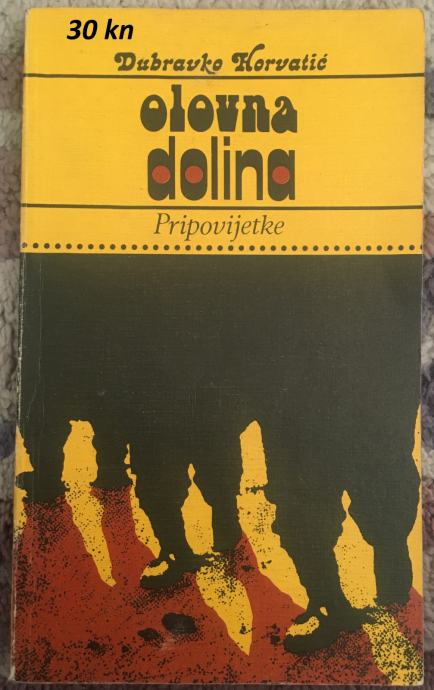 30 kn
Dubravko Horvatić
olovna
dolina
Pripovijetke